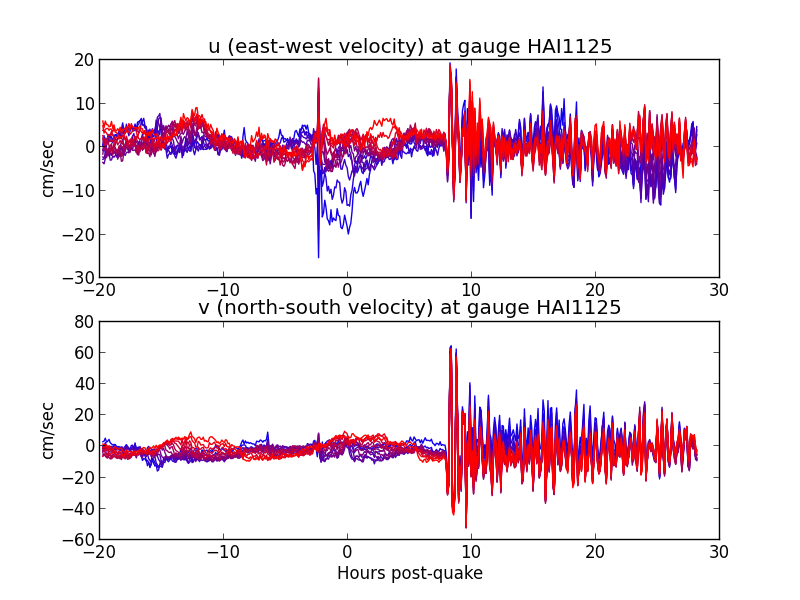 u (east-west velocity) at gauge HAI1125
20
10
0
−10
−20
−30
cm/sec
−20 −10 0 10 20 30
v (north-south velocity) at gauge HAI1125
80
60
40
20
0
−20
−40
−60
cm/sec
−20 −10 0 10 20 30
Hours post-quake